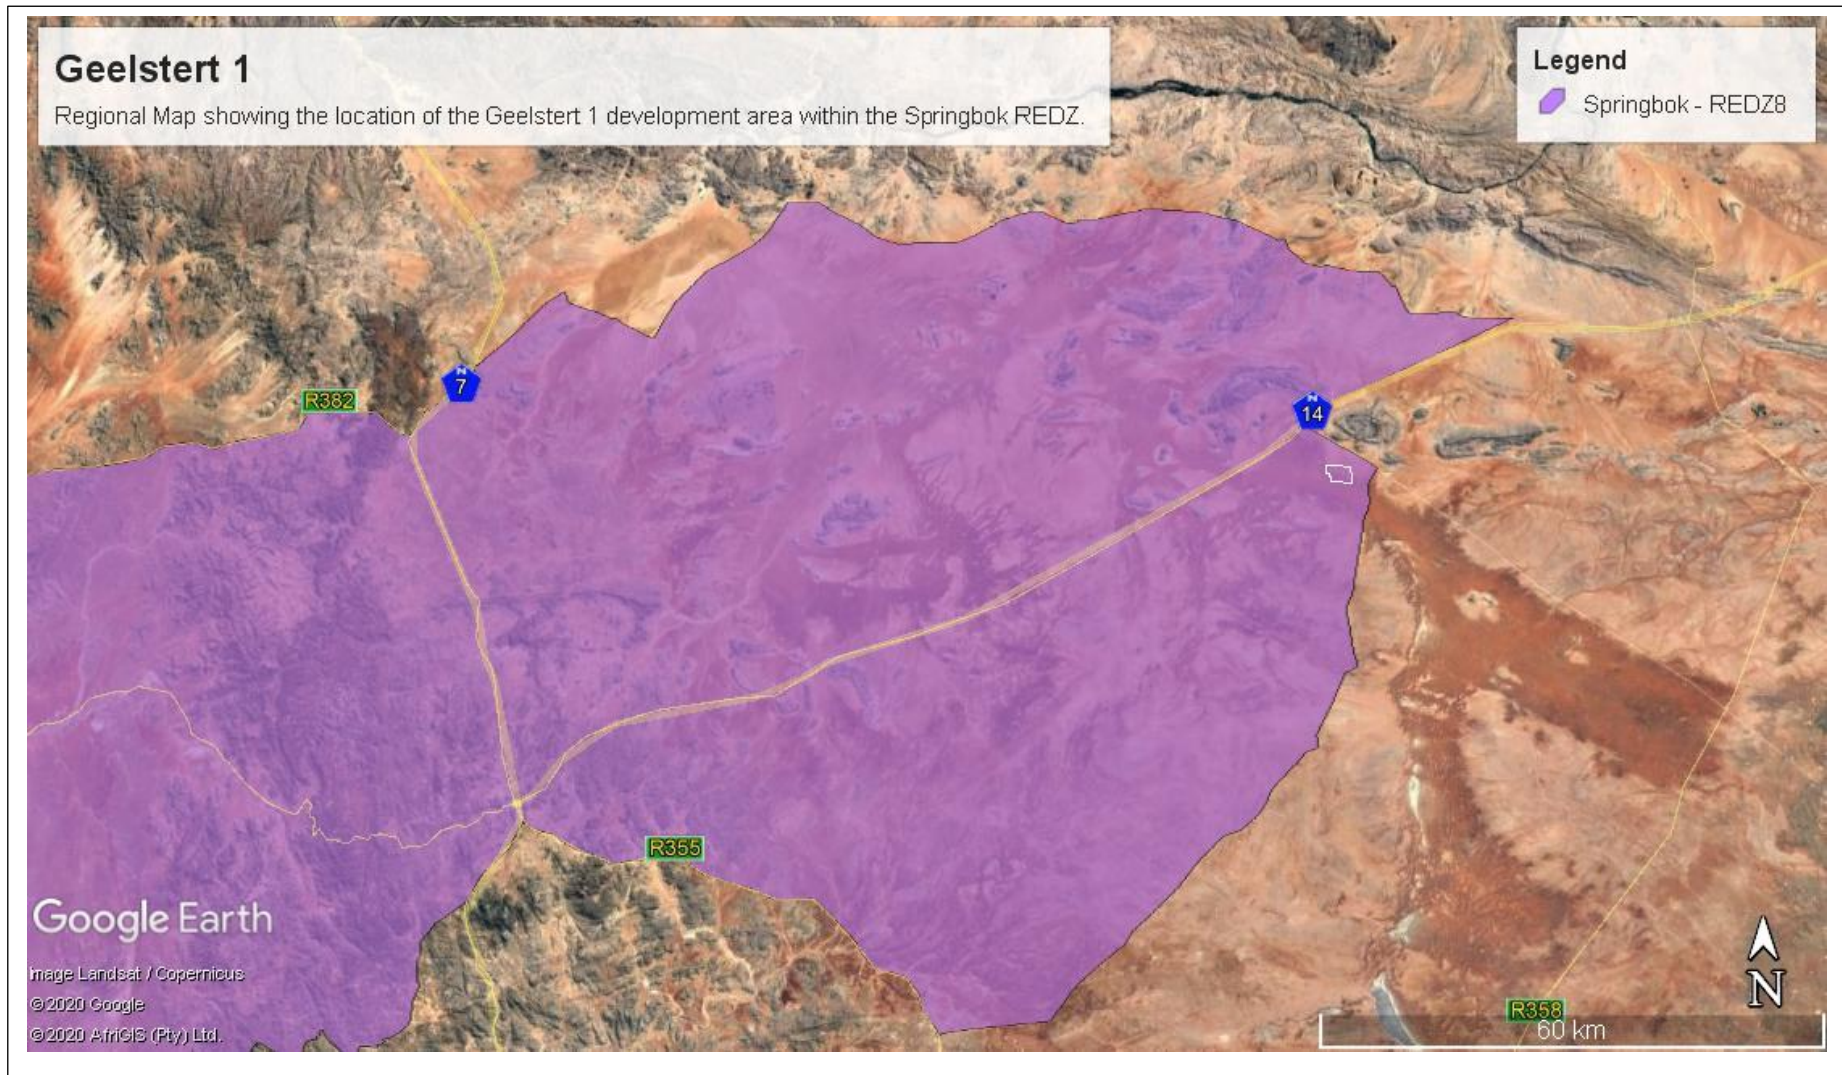 Geelstert 1
Regional Map showing the location of the Geelstert 1 development area within the Springbok REDZ.
Legend
Springbok - REDZ8
N
7
R382
N
14
R355
Google Earth
Image Landsat / Copernicus
© 2020 Google
© 2020 AfriGIS (Pty) Ltd.
N
R358
60 km